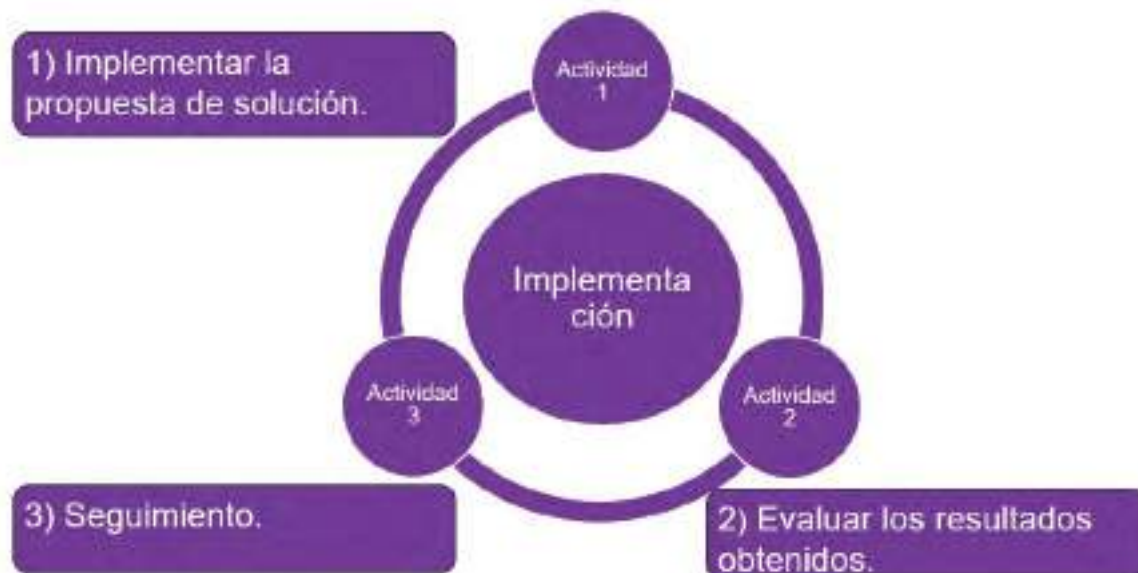 1) Implementar la
propuesta de solución.
Actividad
1
Implementa
ción
Actividad
3
Actividad
2
3) Seguimiento.
2) Evaluar los resultados
obtenidos.